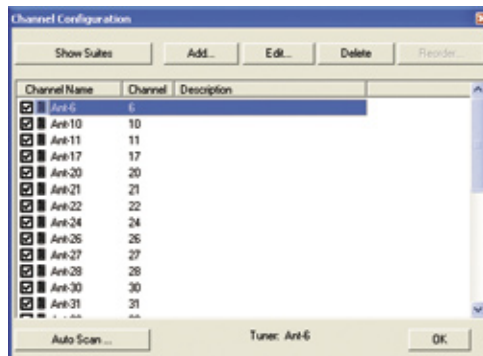 Channel Configuration
Show Suites Add... Edit... Delete Reorder...
Channel Name Channel Description
Ant-6 6
Ant-10 10
Ant-11 11
Ant-17 17
Ant-20 20
Ant-21 21
Ant-22 22
Ant-24 24
Ant-26 26
Ant-27 27
Ant-28 28
Ant-30 30
Ant-31 31
Auto Scan ... Tuner: Ant-6 OK